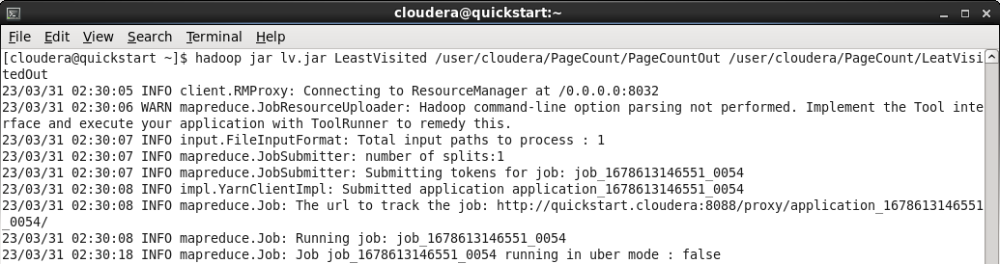 cloudera@quickstart:~
File Edit View Search Terminal Help
[cloudera@quickstart ~]$ hadoop jar lv.jar LeastVisited /user/cloudera/PageCount/PageCountOut /user/cloudera/PageCount/LeatVisi
tedOut
23/03/31 02:30:05 INFO client.RMProxy: Connecting to ResourceManager at /0.0.0.0:8032
23/03/31 02:30:06 WARN mapreduce.JobResourceUploader: Hadoop command-line option parsing not performed. Implement the Tool inte
rface and execute your application with ToolRunner to remedy this.
23/03/31 02:30:07 INFO input.FileInputFormat: Total input paths to process : 1
23/03/31 02:30:07 INFO mapreduce.JobSubmitter: number of splits:1
23/03/31 02:30:07 INFO mapreduce.JobSubmitter: Submitting tokens for job: job_1678613146551_0054
23/03/31 02:30:08 INFO impl.YarnClientImpl: Submitted application application_1678613146551_0054
23/03/31 02:30:08 INFO mapreduce.Job: The url to track the job: http://quickstart.cloudera:8088/proxy/application_1678613146551
_0054/
23/03/31 02:30:08 INFO mapreduce.Job: Running job: job_1678613146551_0054
23/03/31 02:30:18 INFO mapreduce.Job: Job job_1678613146551_0054 running in uber mode : false